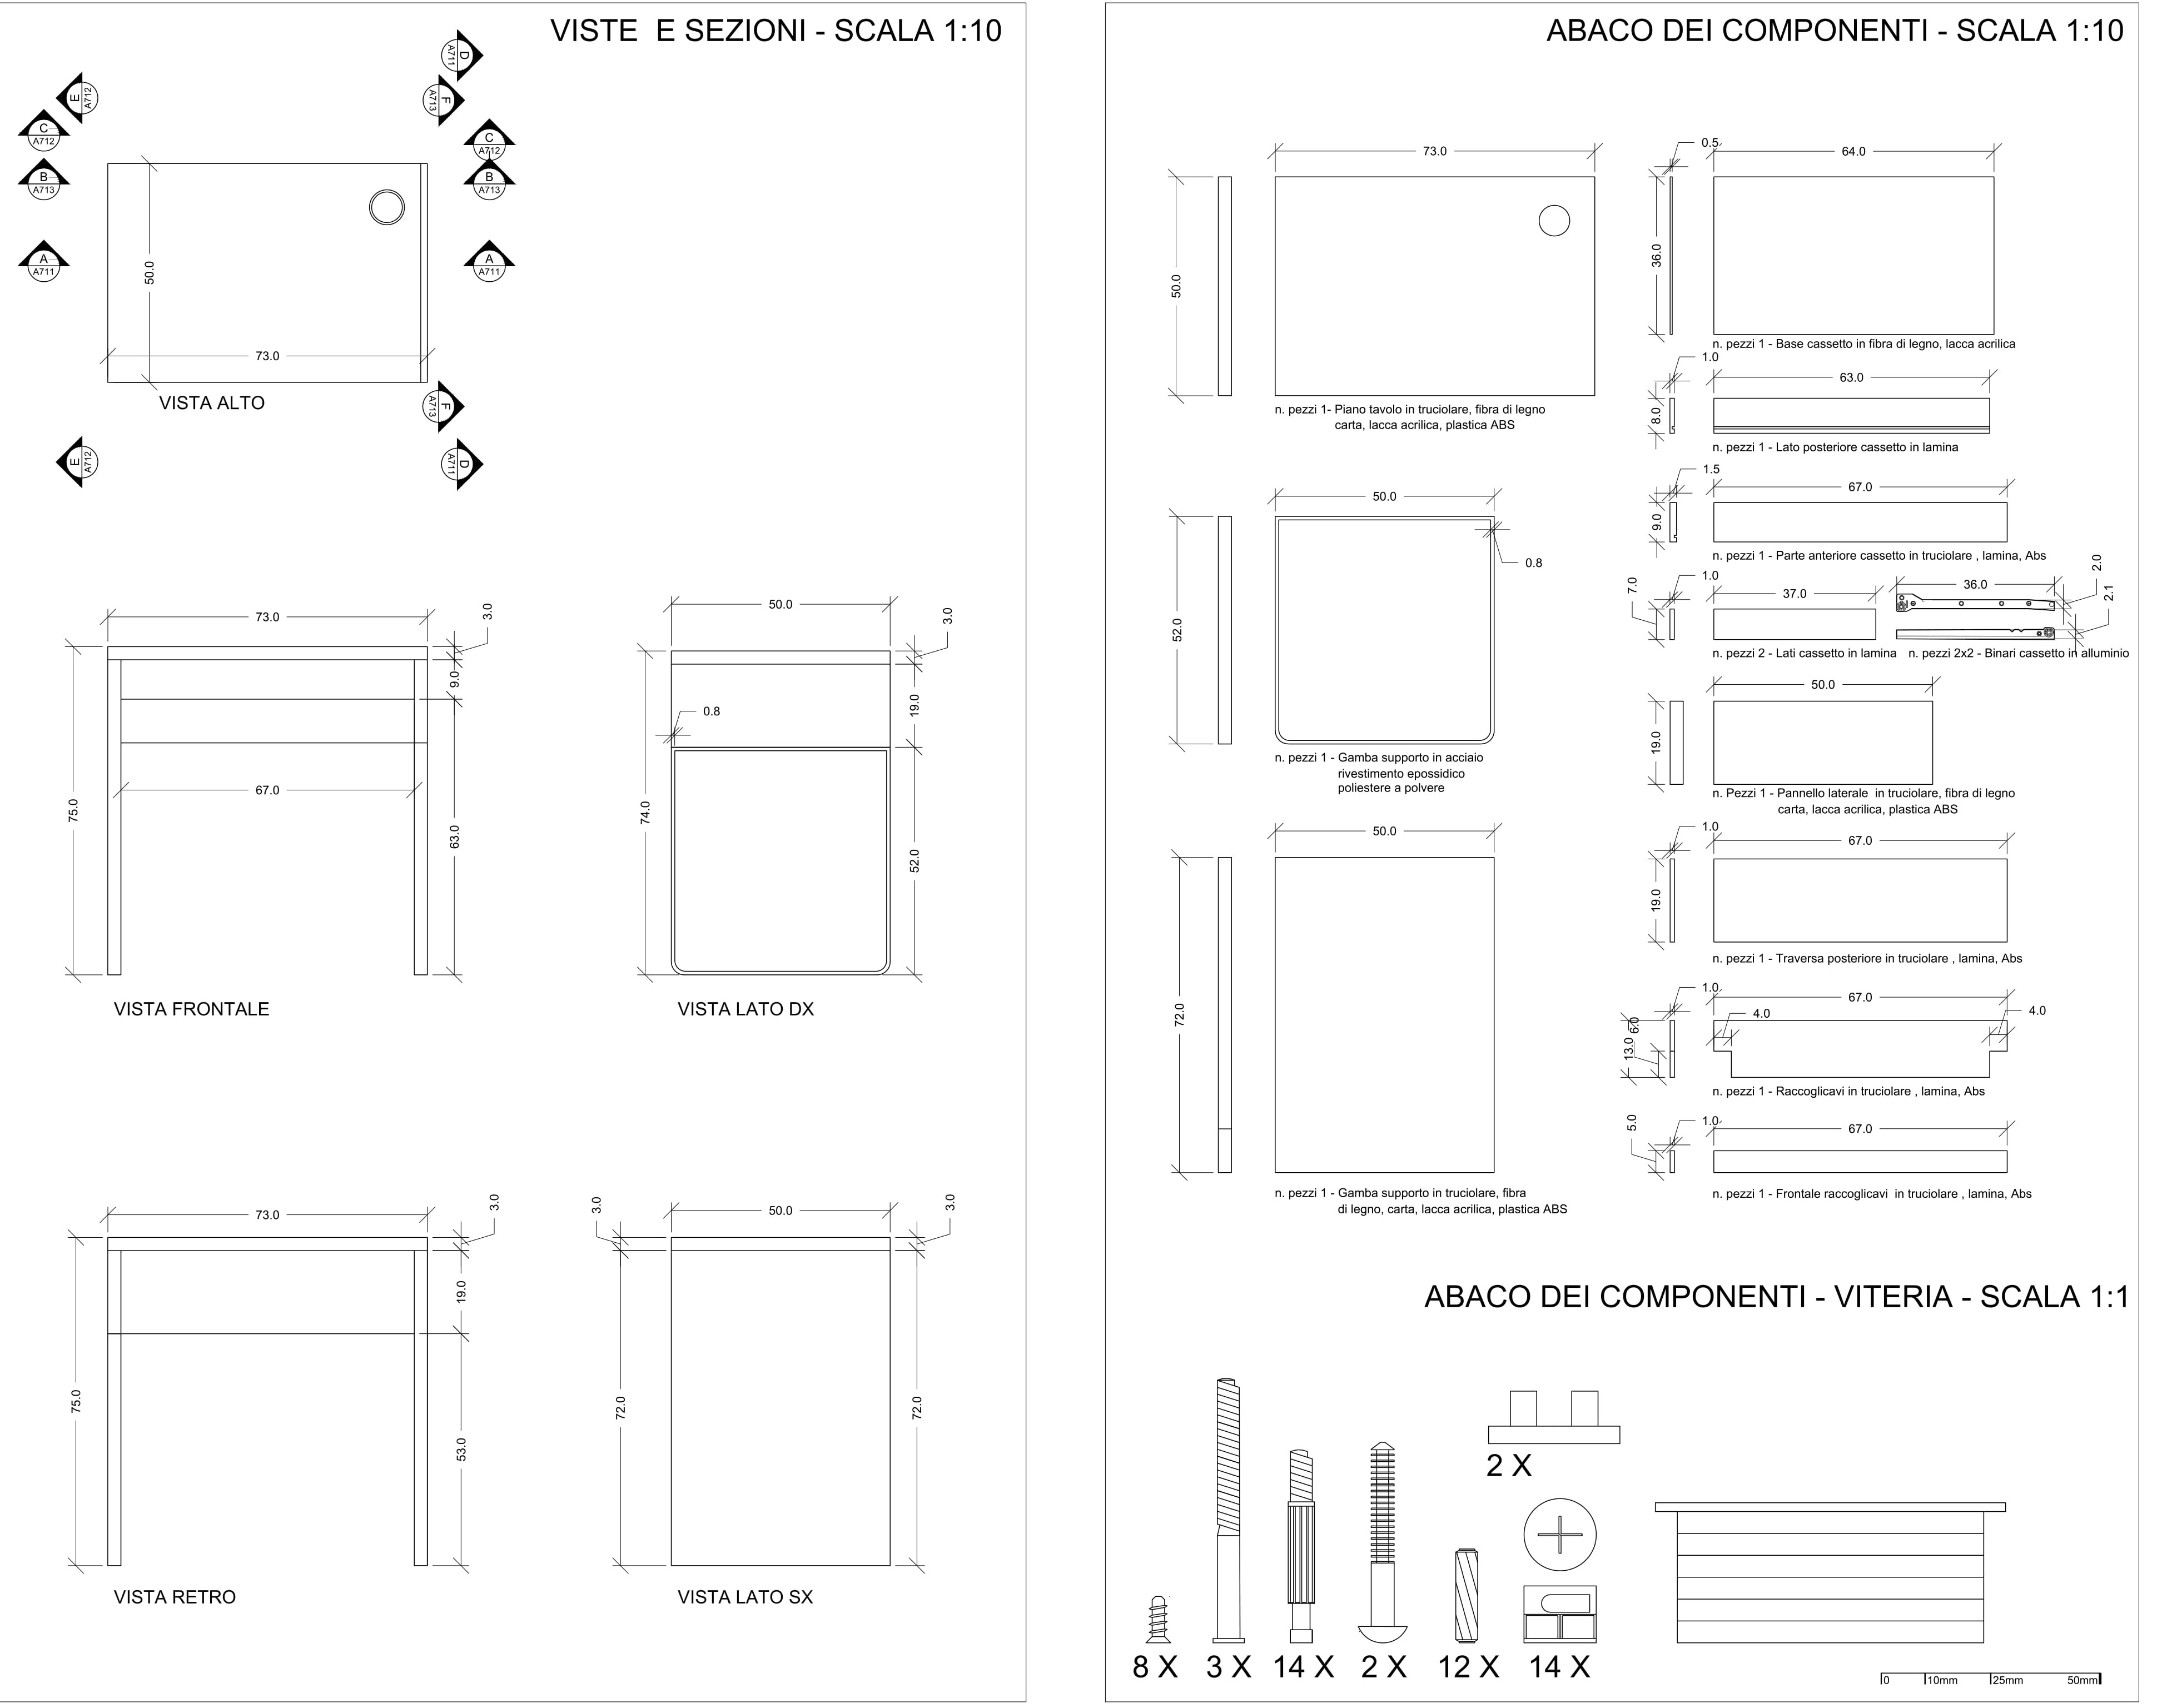 VISTE  E SEZIONI - SCALA 1:10
D
A711
E
A712
F
A713
C
A712
C
A712
B
A713
B
A713
A
A711
A
A711
50.0
73.0
VISTA ALTO
F
A713
E
A712
D
A711
73.0
3.0
9.0
75.0
67.0
63.0
VISTA FRONTALE
50.0
3.0
0.8
19.0
74.0
52.0
VISTA LATO DX
73.0
3.0
19.0
75.0
53.0
VISTA RETRO
3.0
50.0
3.0
72.0
72.0
VISTA LATO SX
ABACO DEI COMPONENTI - SCALA 1:10
73.0
50.0
n. pezzi 1- Piano tavolo in truciolare, fibra di legno
carta, lacca acrilica, plastica ABS
50.0
52.0
0.8
n. pezzi 1 - Gamba supporto in acciaio
rivestimento epossidico
poliestere a polvere
50.0
72.0
n. pezzi 1 - Gamba supporto in truciolare, fibra
di legno, carta, lacca acrilica, plastica ABS
0.5
64.0
36.0
n. pezzi 1 - Base cassetto in fibra di legno, lacca acrilica
1.0
63.0
8.0
n. pezzi 1 - Lato posteriore cassetto in lamina
1.5
67.0
9.0
n. pezzi 1 - Parte anteriore cassetto in truciolare , lamina, Abs
7.0
1.0
37.0
36.0
2.0
2.1
n. pezzi 2 - Lati cassetto in lamina
n. pezzi 2x2 - Binari cassetto in alluminio
50.0
19.0
n. Pezzi 1 - Pannello laterale  in truciolare, fibra di legno
carta, lacca acrilica, plastica ABS
1.0
67.0
19.0
n. pezzi 1 - Traversa posteriore in truciolare , lamina, Abs
1.0
67.0
4.0
4.0
6.0
13.0
n. pezzi 1 - Raccoglicavi in truciolare , lamina, Abs
5.0
1.0
67.0
n. pezzi 1 - Frontale raccoglicavi  in truciolare , lamina, Abs
ABACO DEI COMPONENTI - VITERIA - SCALA 1:1
2 X
8 X
3 X
14 X
2 X
12 X
14 X
0
10mm
25mm
50mm